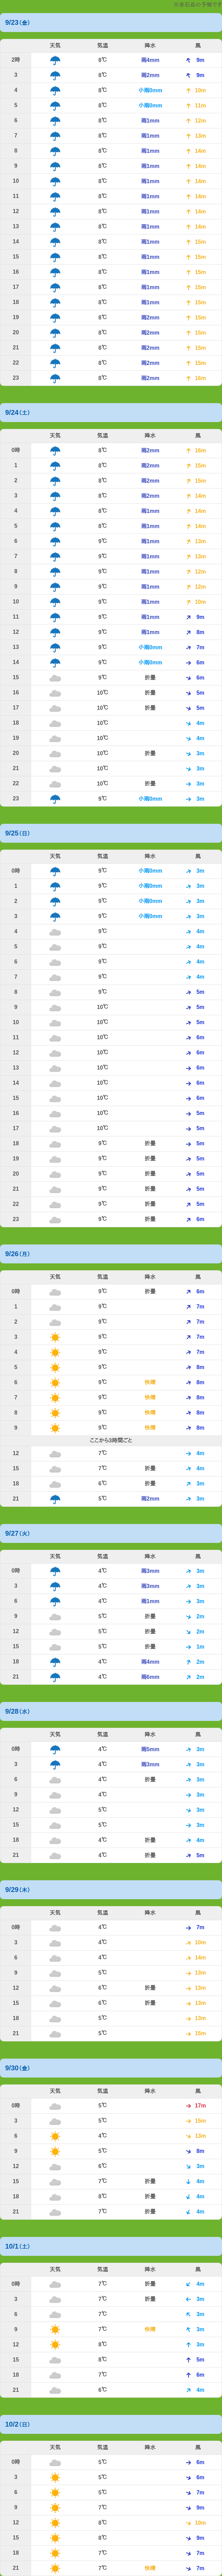 9/23(金)
天気 気温 降水 風
2時 8℃ 雨4mm 9m
3 8℃ 雨2mm 9m
4 8℃ 小雨0mm 10m
5 8℃ 小雨0mm 11m
6 8℃ 雨1mm 12m
7 8℃ 雨1mm 13m
8 8℃ 雨1mm 14m
9 8℃ 雨1mm 14m
10 8℃ 雨1mm 14m
11 8℃ 雨1mm 14m
12 8℃ 雨1mm 14m
13 8℃ 雨1mm 14m
14 8℃ 雨1mm 15m
15 8℃ 雨1mm 15m
16 8℃ 雨1mm 15m
17 8℃ 雨1mm 15m
18 8℃ 雨1mm 15m
19 8℃ 雨2mm 15m
20 8℃ 雨2mm 15m
21 8℃ 雨2mm 15m
22 8℃ 雨2mm 15m
23 8℃ 雨2mm 16m
9/24(土)
天気 気温 降水 風
0時 8℃ 雨2mm 16m
1 8℃ 雨2mm 15m
2 8℃ 雨2mm 15m
3 8℃ 雨2mm 14m
4 8℃ 雨1mm 14m
5 8℃ 雨1mm 14m
6 9℃ 雨1mm 13m
7 9℃ 雨1mm 13m
8 9℃ 雨1mm 12m
9 9℃ 雨1mm 12m
10 9℃ 雨1mm 10m
11 9℃ 雨1mm 9m
12 9℃ 雨1mm 8m
13 9℃ 小雨0mm 7m
14 9℃ 小雨0mm 6m
15 9℃ 折曇 6m
16 10℃ 折曇 5m
17 10℃ 折曇 5m
18 10℃ 4m
19 10℃ 4m
20 10℃ 折曇 3m
21 10℃ 3m
22 10℃ 折曇 3m
23 9℃ 小雨0mm 3m
9/25(日)
天気 気温 降水 風
0時 9℃ 小雨0mm 3m
1 9℃ 小雨0mm 3m
2 9℃ 小雨0mm 3m
3 9℃ 小雨0mm 3m
4 9℃ 4m
5 9℃ 4m
6 9℃ 4m
7 9℃ 4m
8 9℃ 5m
9 10℃ 5m
10 10℃ 5m
11 10℃ 6m
12 10℃ 6m
13 10℃ 6m
14 10℃ 6m
15 10℃ 6m
16 10℃ 5m
17 10℃ 5m
18 9℃ 折曇 5m
19 9℃ 折曇 5m
20 9℃ 折曇 5m
21 9℃ 折曇 5m
22 9℃ 折曇 5m
23 9℃ 折曇 6m
9/26(月)
天気 気温 降水 風
0時 9℃ 折曇 6m
1 9℃ 7m
2 9℃ 7m
3 9℃ 7m
4 9℃ 7m
5 9℃ 8m
6 9℃ 快晴 8m
7 9℃ 快晴 8m
8 9℃ 快晴 8m
9 9℃ 快晴 8m
ここから3時間ごと
12 7℃ 4m
15 7℃ 折曇 4m
18 6℃ 折曇 3m
21 5℃ 雨2mm 3m
9/27(火)
天気 気温 降水 風
0時 4℃ 雨3mm 3m
3 4℃ 雨3mm 3m
6 4℃ 雨1mm 3m
9 5℃ 折曇 2m
12 5℃ 折曇 2m
15 5℃ 折曇 1m
18 4℃ 雨4mm 2m
21 4℃ 雨6mm 2m
9/28(水)
天気 気温 降水 風
0時 4℃ 雨5mm 3m
3 4℃ 雨3mm 3m
6 4℃ 折曇 3m
9 4℃ 3m
12 5℃ 3m
15 5℃ 3m
18 4℃ 折曇 4m
21 4℃ 折曇 5m
9/29(木)
天気 気温 降水 風
0時 4℃ 7m
3 4℃ 10m
6 4℃ 14m
9 5℃ 13m
12 6℃ 折曇 13m
15 6℃ 折曇 13m
18 5℃ 13m
21 5℃ 15m
9/30(金)
天気 気温 降水 風
0時 5℃ 17m
3 5℃ 15m
6 4℃ 13m
9 5℃ 8m
12 6℃ 3m
15 7℃ 折曇 4m
18 8℃ 折曇 4m
21 7℃ 折曇 4m
10/1(土)
天気 気温 降水 風
0時 7℃ 折曇 4m
3 7℃ 折曇 3m
6 7℃ 3m
9 7℃ 快晴 3m
12 8℃ 3m
15 8℃ 5m
18 7℃ 6m
21 6℃ 4m
10/2(日)
天気 気温 降水 風
0時 5℃ 6m
3 5℃ 6m
6 5℃ 7m
9 7℃ 9m
12 8℃ 10m
15 8℃ 9m
18 7℃ 7m
21 7℃ 快晴 7m